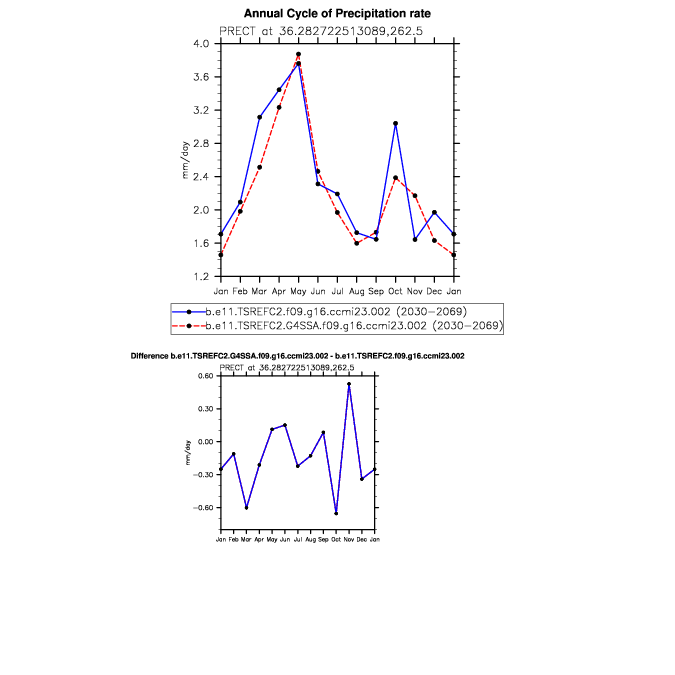 Annual Cycle of Precipitation rate
PRECT at 36.282722513089,262.5
4.0
3.6
3.2
2.8
2.4
2.0
1.6
1.2
mm/day
Jan Feb Mar Apr May Jun Jul Aug Sep Oct Nov Dec Jan
b.e11.TSREFC2.f09.g16.ccmi23.002 (2030-2069)
b.e11.TSREFC2.G4SSA.f09.g16.ccmi23.002 (2030-2069)
Difference b.e11.TSREFC2.G4SSA.f09.g16.ccmi23.002 - b.e11.TSREFC2.f09.g16.ccmi23.002
PRECT at 36.282722513089,262.5
0.60
0.30
0.00
-0.30
-0.60
mm/day
Jan Feb Mar Apr May Jun Jul Aug Sep Oct Nov Dec Jan